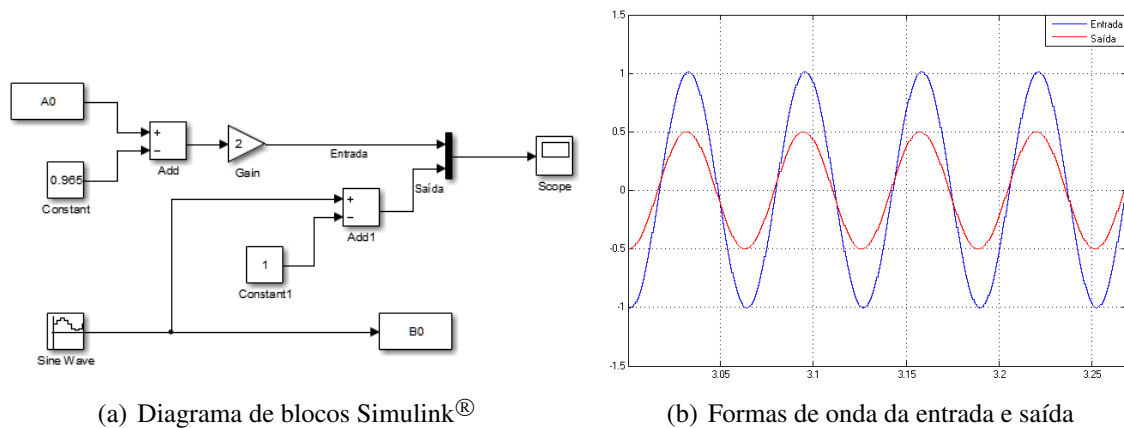 A0
0.965
Constant
Add
2
Gain
Entrada
Saída
Scope
Add1
1
Constant1
Sine Wave
B0
(a) Diagrama de blocos Simulink®
1.5
1
0.5
0
-0.5
-1
-1.5
3.05
3.1
3.15
3.2
3.25
Entrada
Saída
(b) Formas de onda da entrada e saída